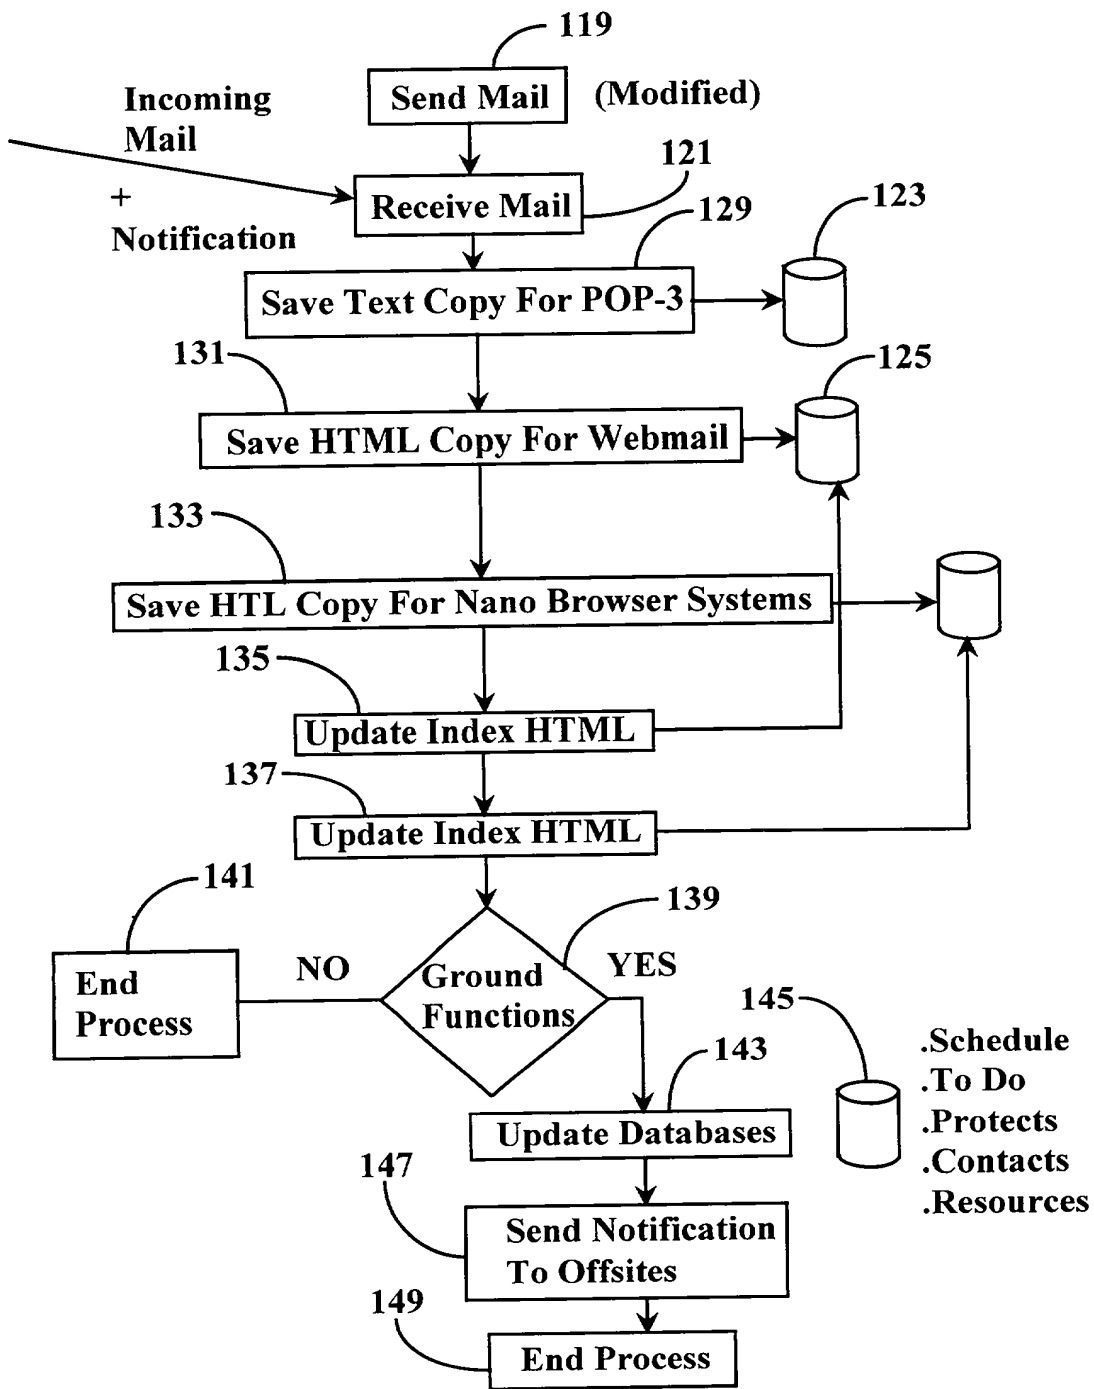 119
Send Mail
(Modified)
Incoming
Mail
+
Notification
121
Receive Mail
129
123
Save Text Copy For POP-3
131
125
Save HTML Copy For Webmail
133
Save HTL Copy For Nano Browser Systems
135
Update Index HTML
137
Update Index HTML
141
139
NO
Ground
Functions
YES
End
Process
145
143
.Schedule
.To Do
.Protects
.Contacts
.Resources
Update Databases
147
Send Notification
To Offsites
149
End Process